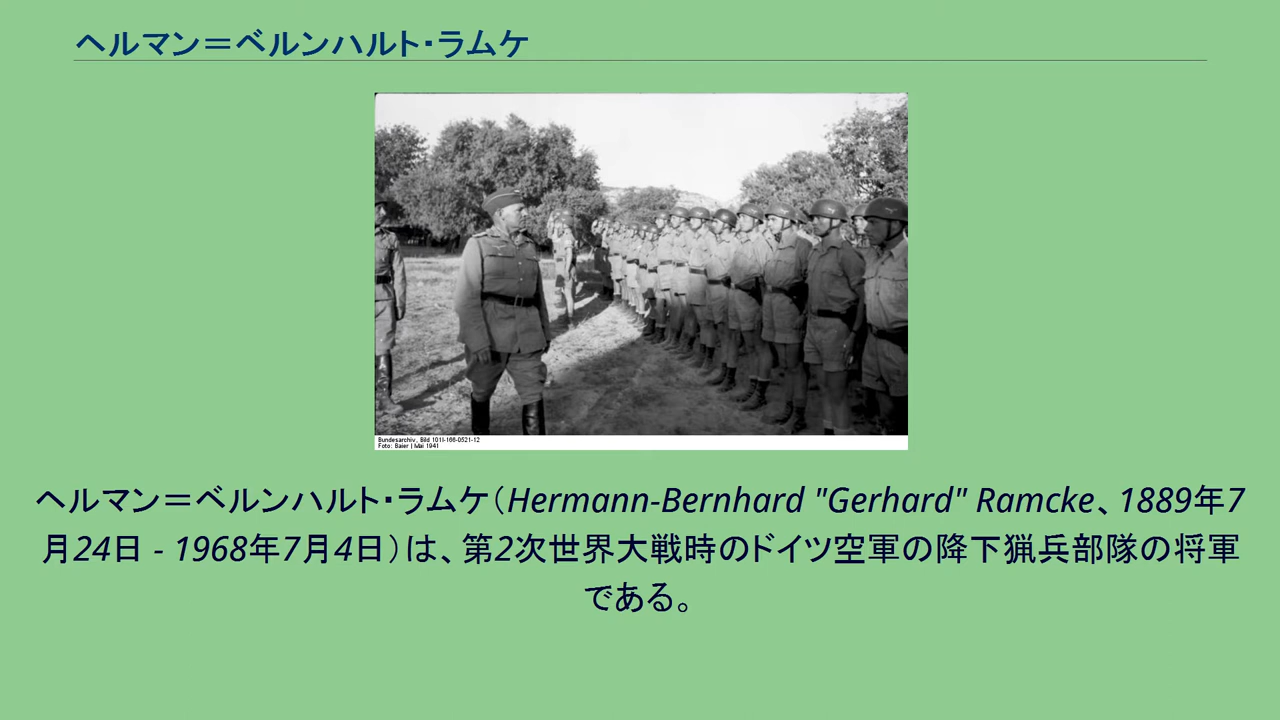 ヘルマン＝ベルンハルト・ラムケ
Bundesarchiv, Bild 101I-166-0521-12
Foto: Baier | Mai 1941
ヘルマン＝ベルンハルト・ラムケ（Hermann-Bernhard "Gerhard" Ramcke、1889年7
月24日 - 1968年7月4日）は、第2次世界大戦時のドイツ空軍の降下猟兵部隊の将軍
である。